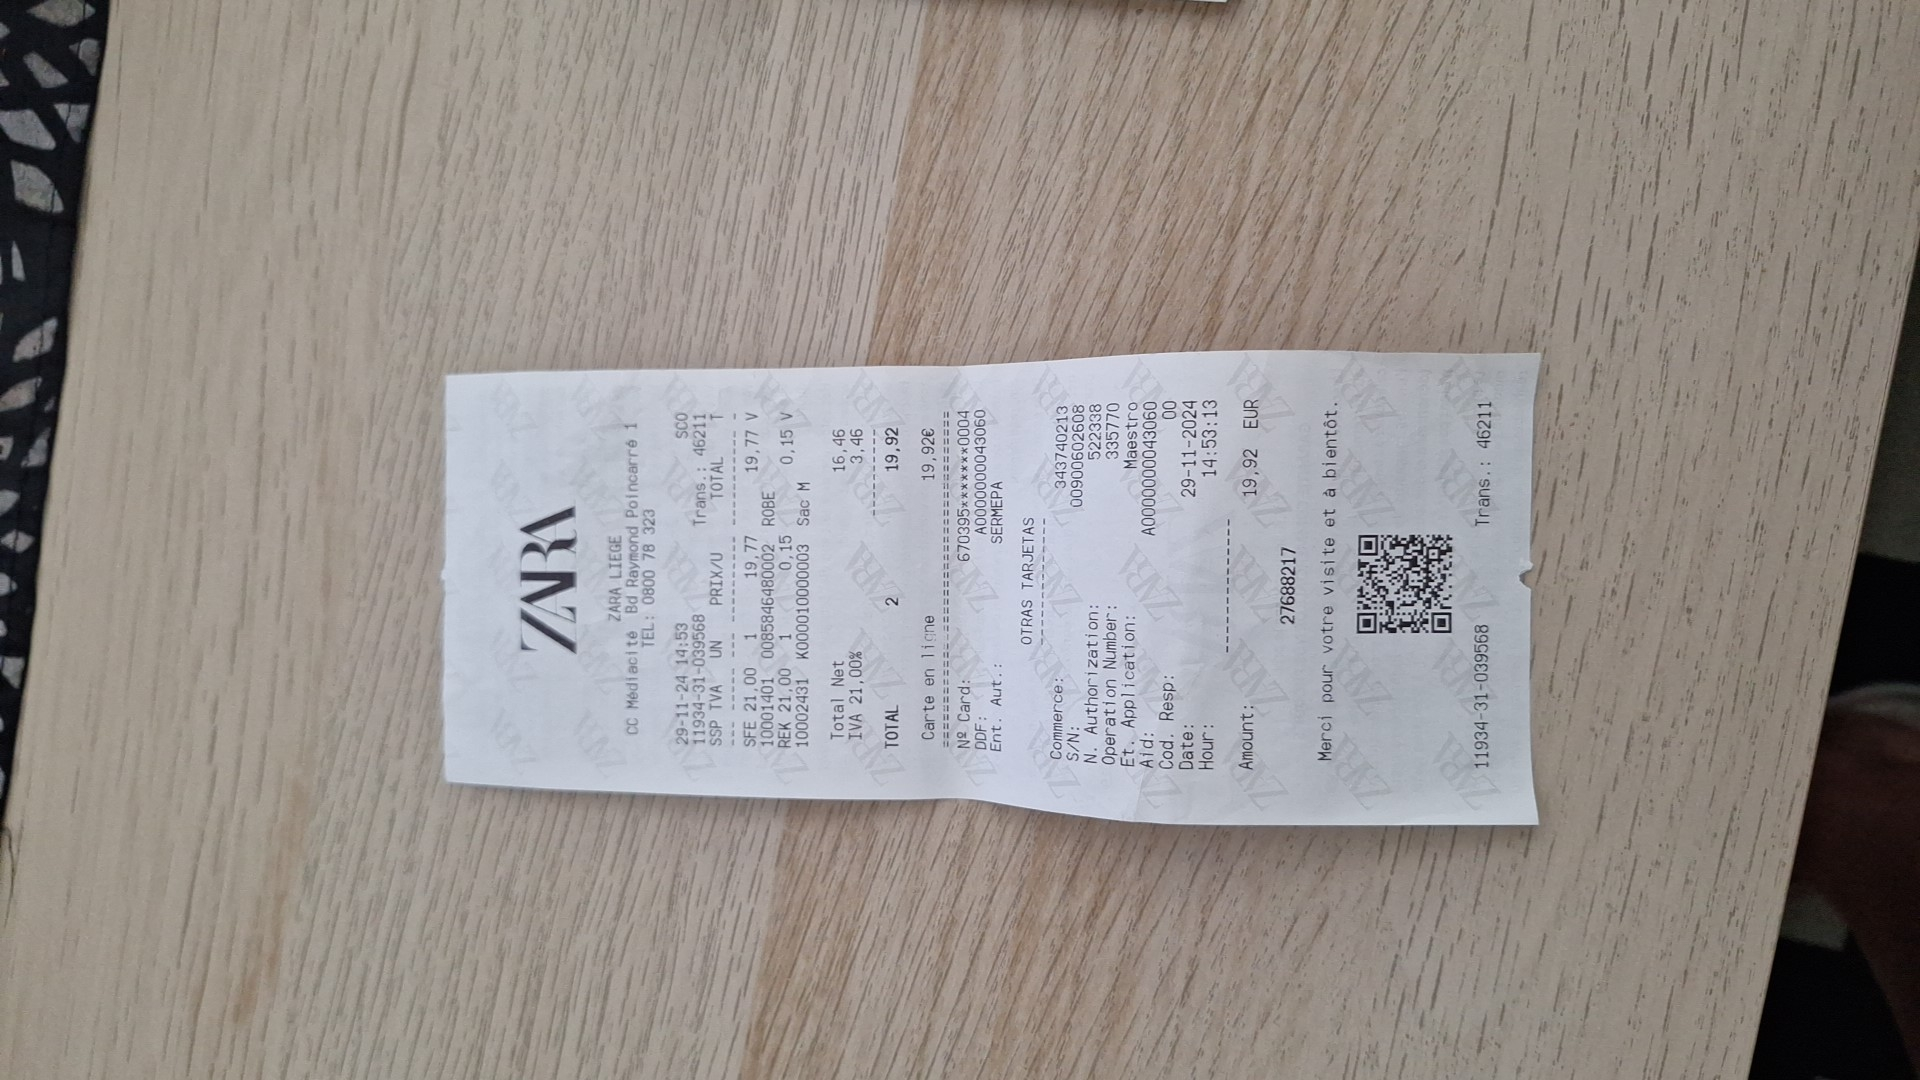 ZARA
ZARA LIEGE
CC Médiacité Bd Raymond Poincarré 1
TEL: 0800 78 323
29-11-24 14:53 SCO
11934-31-039568 Trans.: 46211
SSP TVA UN PRIX/U TOTAL T
SFE 21,00 1 19,77 19,77 V
10001401 0085846480002 ROBE
REK 21,00 1 0,15 0,15 V
10002431 K00001000003 Sac M
Total Net 16,46
IVA 21,00% 3,46
TOTAL 2 19,92
Carte en ligne 19,92€
Nº Card: 670395*********0004
DDF: A0000000043060
Ent. Aut.: SERMEPA
OTRAS TARJETAS
Commerce: 343740213
S/N: 00900602608
N. Authorization: 522338
Operation Number: 335770
Et. Application: Maestro
Aid: A0000000043060
Cod. Resp: 00
Date: 29-11-2024
Hour: 14:53:13
Amount: 19,92 EUR
27688217
Merci pour votre visite et à bientôt.
11934-31-039568 Trans.: 46211